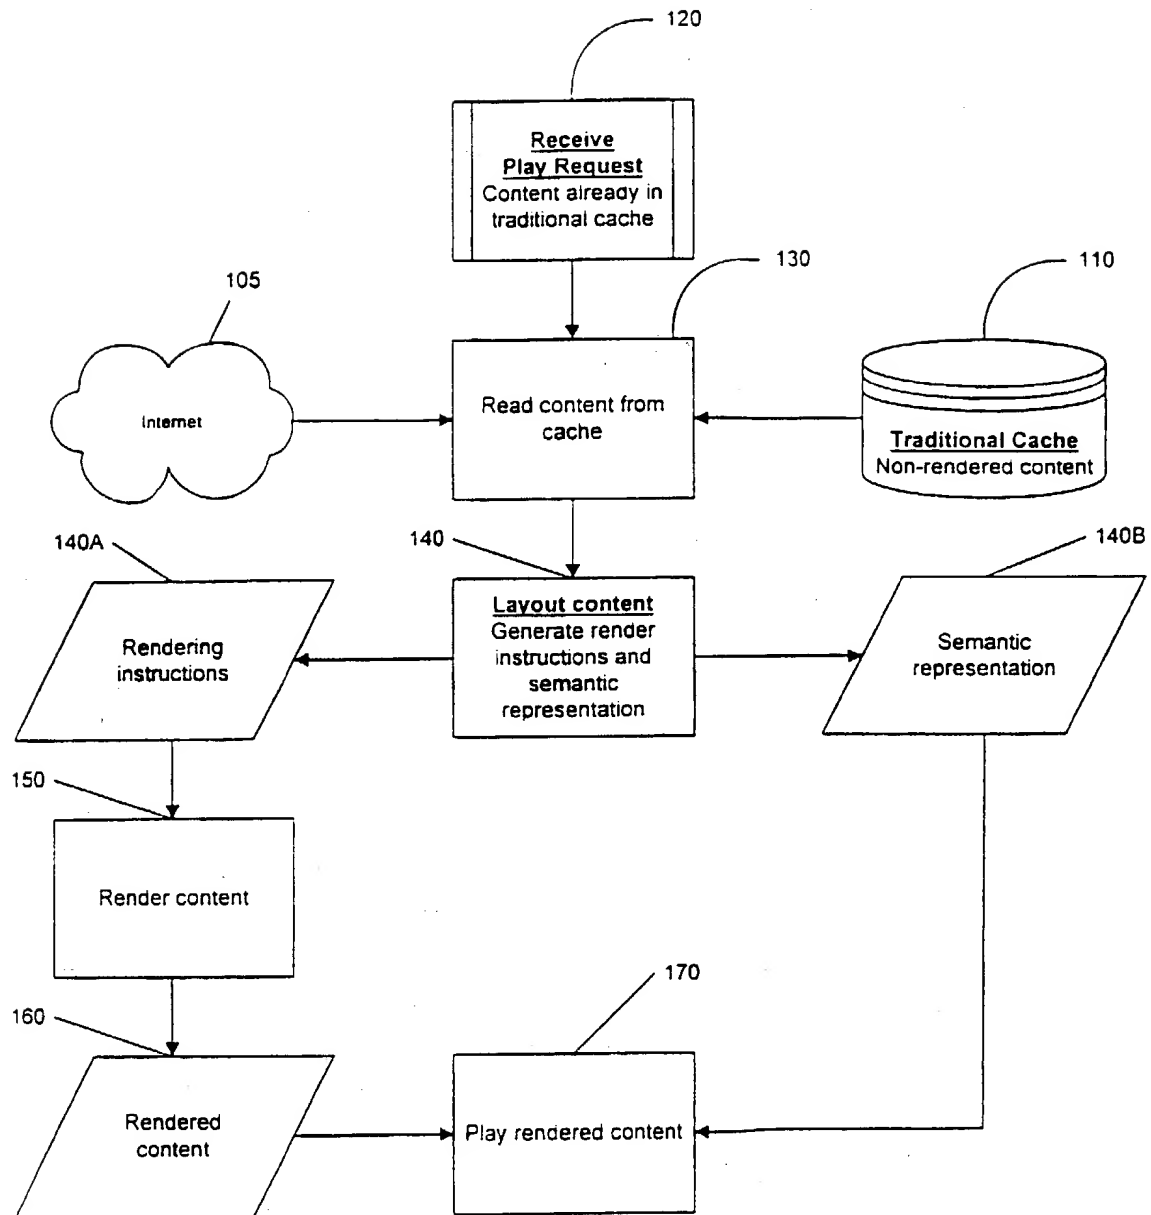 120
Receive
Play Request
Content already in
traditional cache
105
130
110
Internet
Read content from
cache
Traditional Cache
Non-rendered content
140A
140
140B
Rendering
instructions
Layout content
Generate render
instructions and
semantic
representation
Semantic
representation
150
Render content
160
170
Rendered
content
Play rendered content